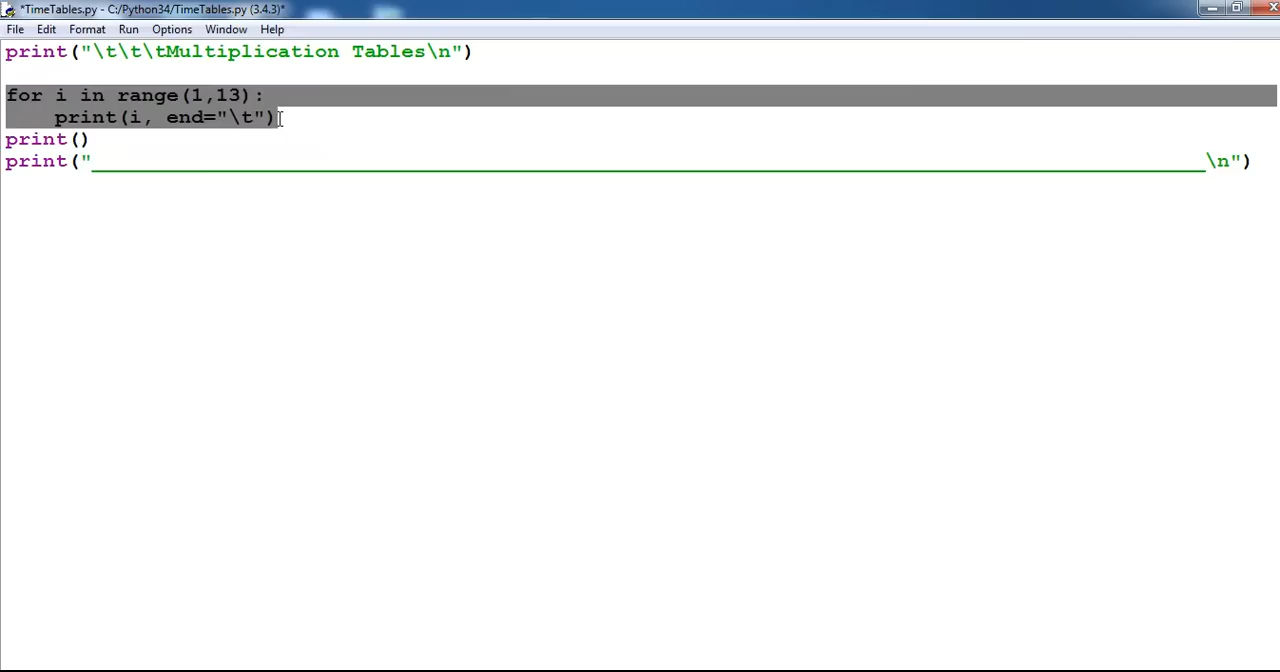 *TimeTables.py - C:/Python34/TimeTables.py (3.4.3)*
File Edit Format Run Options Window Help
print("\t\t\tMultiplication Tables\n")
for i in range(1,13):
    print(i, end="\t")
print()
print("____________________________________________________________________________________________\n")